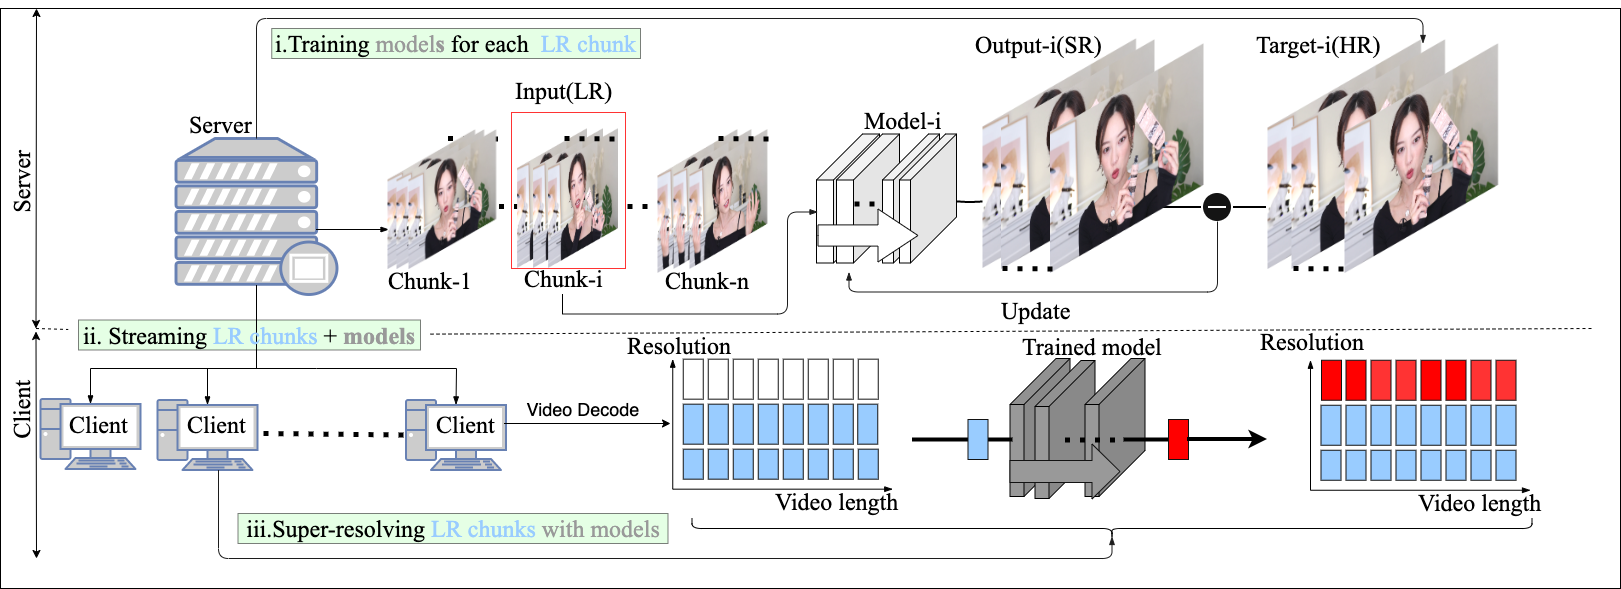 i.Training models for each LR chunk
Output-i(SR)
Target-i(HR)
Input(LR)
Server
Model-i
Server
Chunk-1
Chunk-i
Chunk-n
Update
ii. Streaming LR chunks + models
Client
Client
Client
Client
Video Decode
Resolution
Video length
Trained model
Resolution
Video length
iii.Super-resolving LR chunks with models